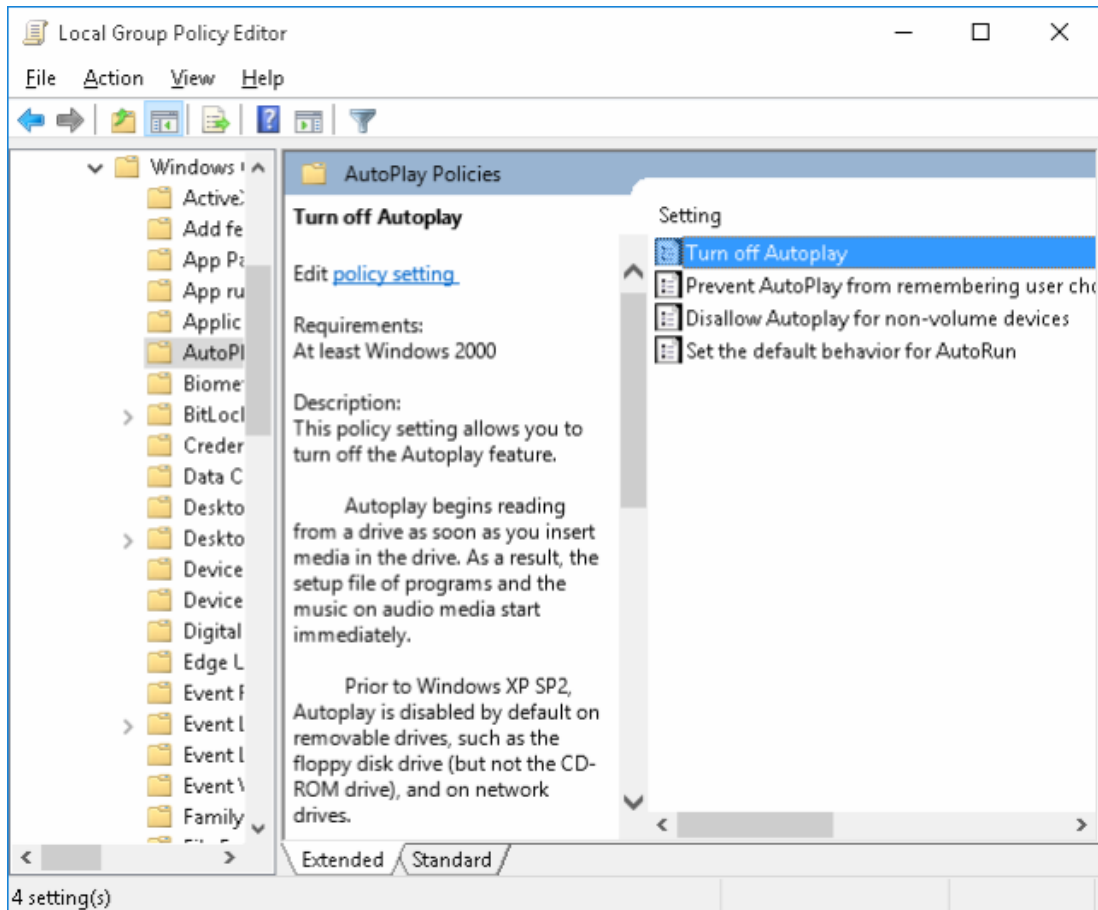 Local Group Policy Editor
File Action View Help
Windows
Active
Add fe
App Pa
App ru
Applic
AutoPl
Biome
BitLocl
Creder
Data C
Deskto
Deskto
Device
Device
Digital
Edge L
Event F
Event L
Event L
Event V
Family
AutoPlay Policies
Turn off Autoplay
Edit policy setting
Requirements:
At least Windows 2000
Description:
This policy setting allows you to
turn off the Autoplay feature.
Autoplay begins reading
from a drive as soon as you insert
media in the drive. As a result, the
setup file of programs and the
music on audio media start
immediately.
Prior to Windows XP SP2,
Autoplay is disabled by default on
removable drives, such as the
floppy disk drive (but not the CD-
ROM drive), and on network
drives.
Setting
Turn off Autoplay
Prevent AutoPlay from remembering user cho
Disallow Autoplay for non-volume devices
Set the default behavior for AutoRun
Extended Standard
4 setting(s)